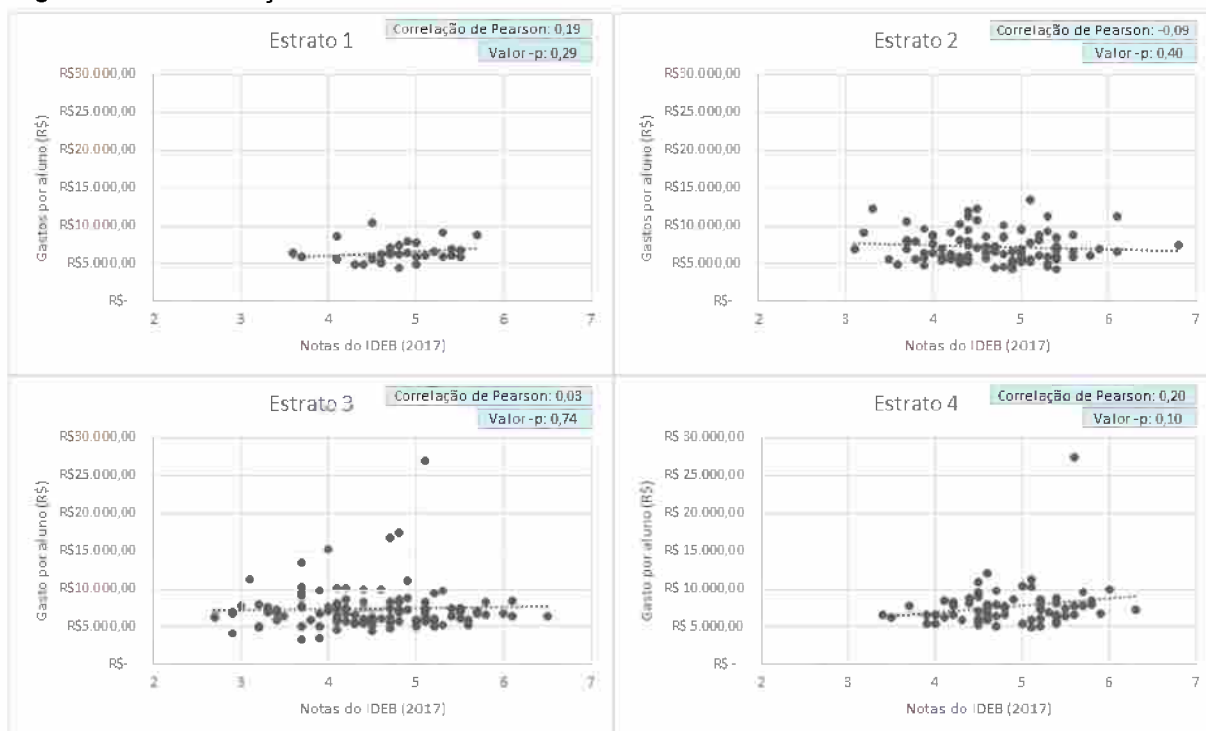 Estrato 1
Correlação de Pearson: 0,19
Valor-p: 0,29
Gastos por aluno (R$)
R$30.000,00
R$25.000,00
R$20.000,00
R$15.000,00
R$10.000,00
R$5.000,00
R$-
2 3 4 5 6 7
Notas do IDEB (2017)
Estrato 2
Correlação de Pearson: -0,09
Valor-p: 0,40
Gastos por aluno (R$)
R$30.000,00
R$25.000,00
R$20.000,00
R$15.000,00
R$10.000,00
R$5.000,00
R$-
2 3 4 5 6 7
Notas do IDEB (2017)
Estrato 3
Correlação de Pearson: 0,03
Valor-p: 0,74
Gasto por aluno (R$)
R$30.000,00
R$25.000,00
R$20.000,00
R$15.000,00
R$10.000,00
R$5.000,00
R$-
2 3 4 5 6 7
Notas do IDEB (2017)
Estrato 4
Correlação de Pearson: 0,20
Valor-p: 0,10
Gasto por aluno (R$)
R$ 30.000,00
R$ 25.000,00
R$ 20.000,00
R$ 15.000,00
R$ 10.000,00
R$ 5.000,00
R$ -
2 3 4 5 6 7
Notas do IDEB (2017)